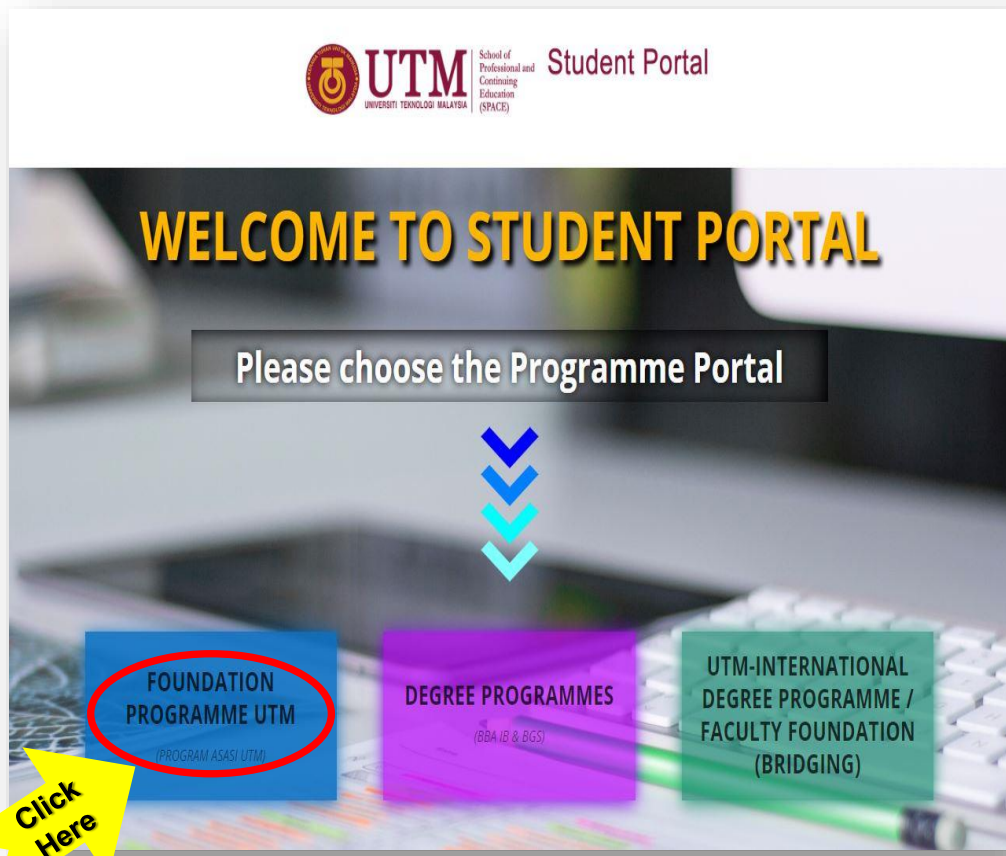 UTM
UNIVERSITI TEKNOLOGI MALAYSIA
School of
Professional and
Continuing
Education
(SPACE)
Student Portal
WELCOME TO STUDENT PORTAL
Please choose the Programme Portal
FOUNDATION
PROGRAMME UTM
(PROGRAM ASASI UTM)
DEGREE PROGRAMMES
(BBA IB & BGS)
UTM-INTERNATIONAL
DEGREE PROGRAMME /
FACULTY FOUNDATION
(BRIDGING)
Click
Here